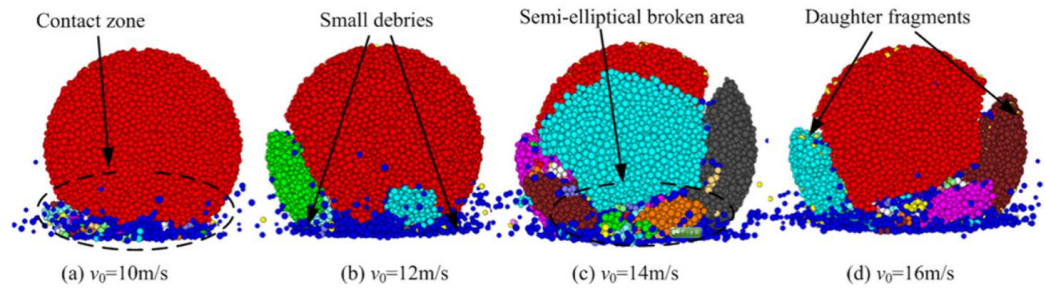 Contact zone
Small debries
Semi-elliptical broken area
Daughter fragments
(a) v₀=10m/s
(b) v₀=12m/s
(c) v₀=14m/s
(d) v₀=16m/s